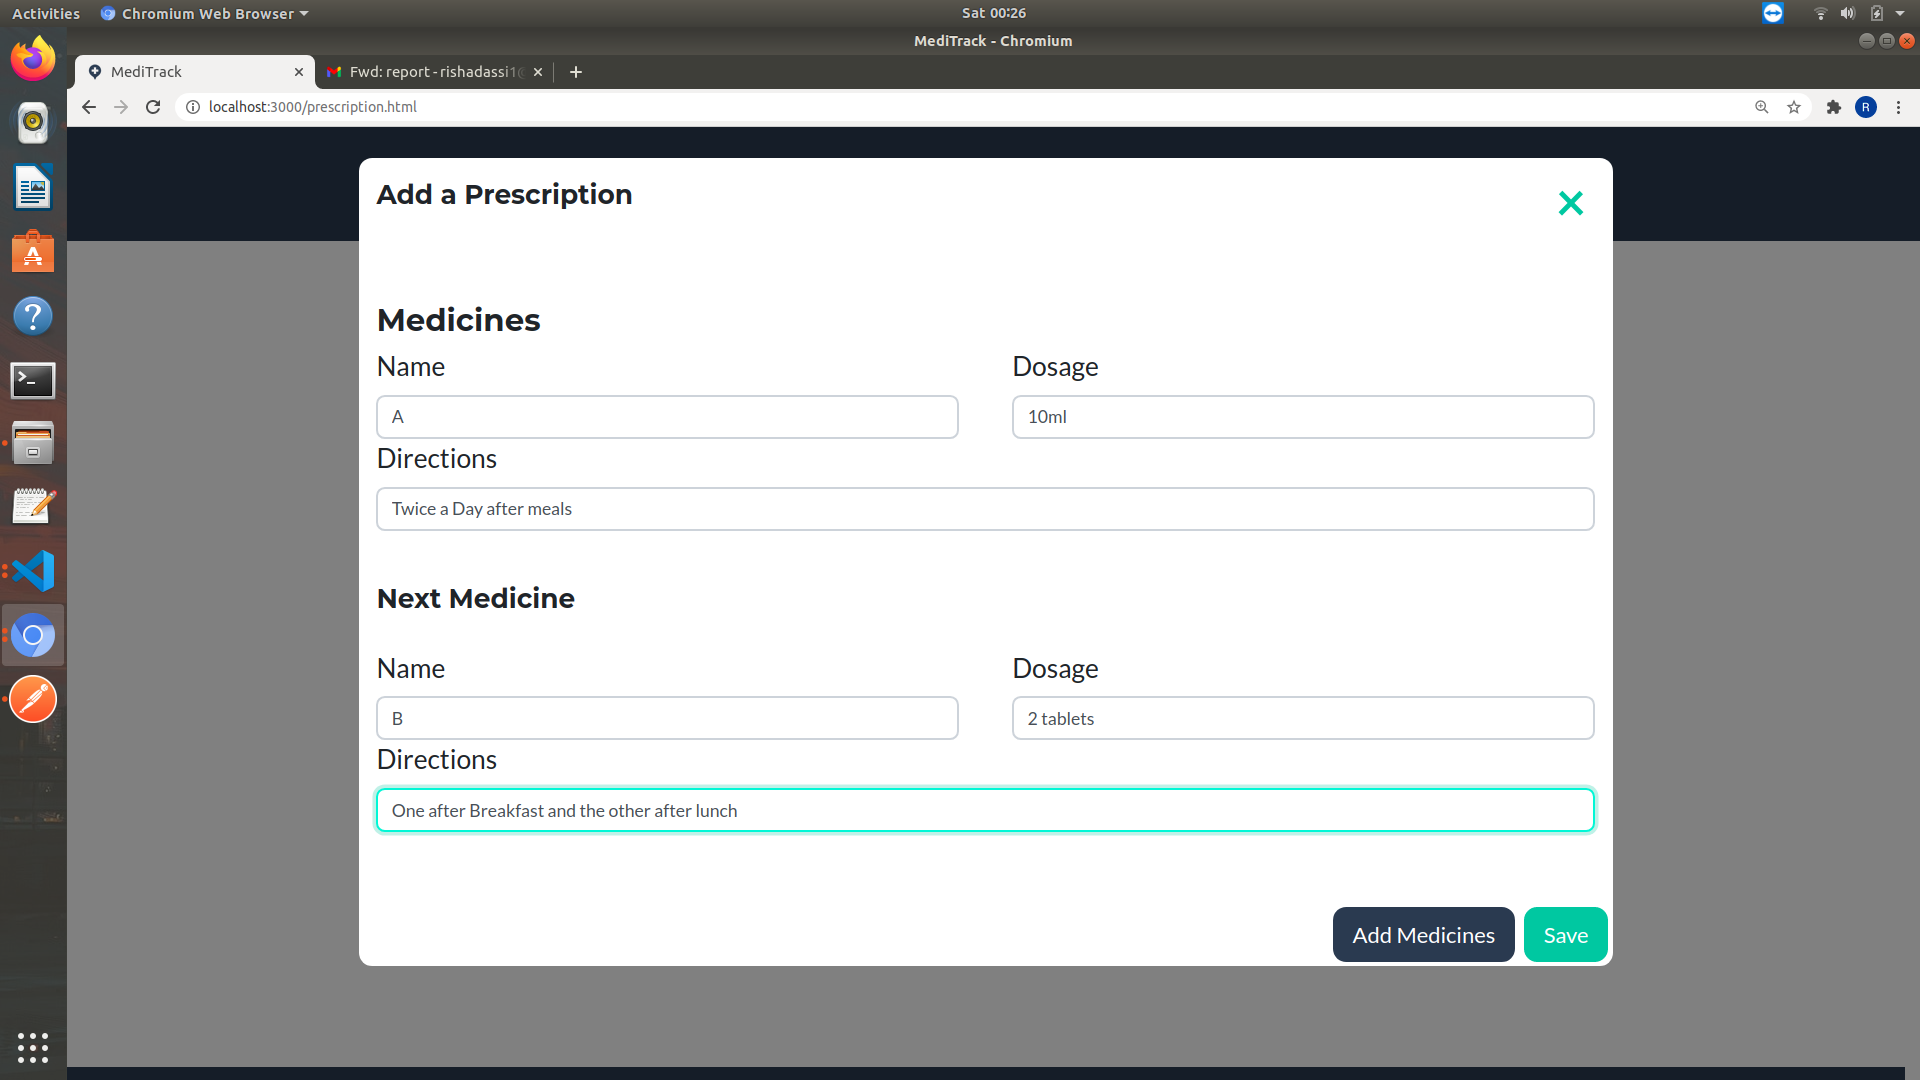 Activities Chromium Web Browser Sat 00:26
MediTrack - Chromium
MediTrack Fwd: report - rishadassi1@
localhost:3000/prescription.html R
Add a Prescription
Medicines
Name Dosage
A 10ml
Directions
Twice a Day after meals
Next Medicine
Name Dosage
B 2 tablets
Directions
One after Breakfast and the other after lunch
Add Medicines Save